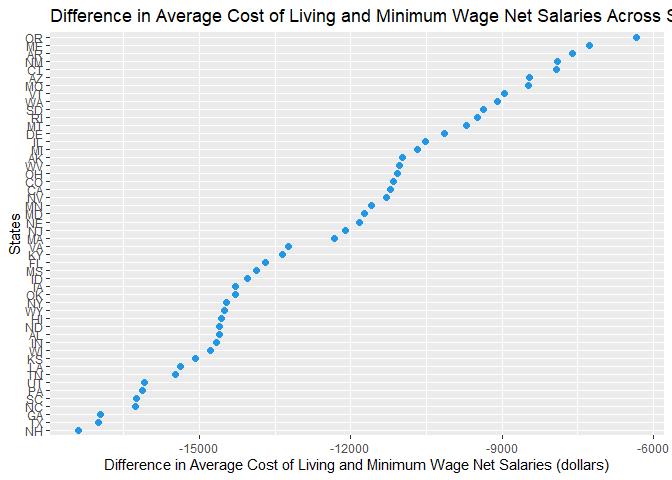 Difference in Average Cost of Living and Minimum Wage Net Salaries Across S
OR
ME
AR
NM
CT
AZ
MO
VT
WA
SD
RI
MT
DE
IL
MI
AK
WV
OH
CO
CA
NV
MN
MD
NE
NJ
MA
VA
KY
FL
MS
ID
IA
OK
NY
WY
HI
ND
AL
IN
WI
KS
LA
TN
UT
PA
SC
NC
GA
TX
NH
States
-15000
-12000
-9000
-6000
Difference in Average Cost of Living and Minimum Wage Net Salaries (dollars)